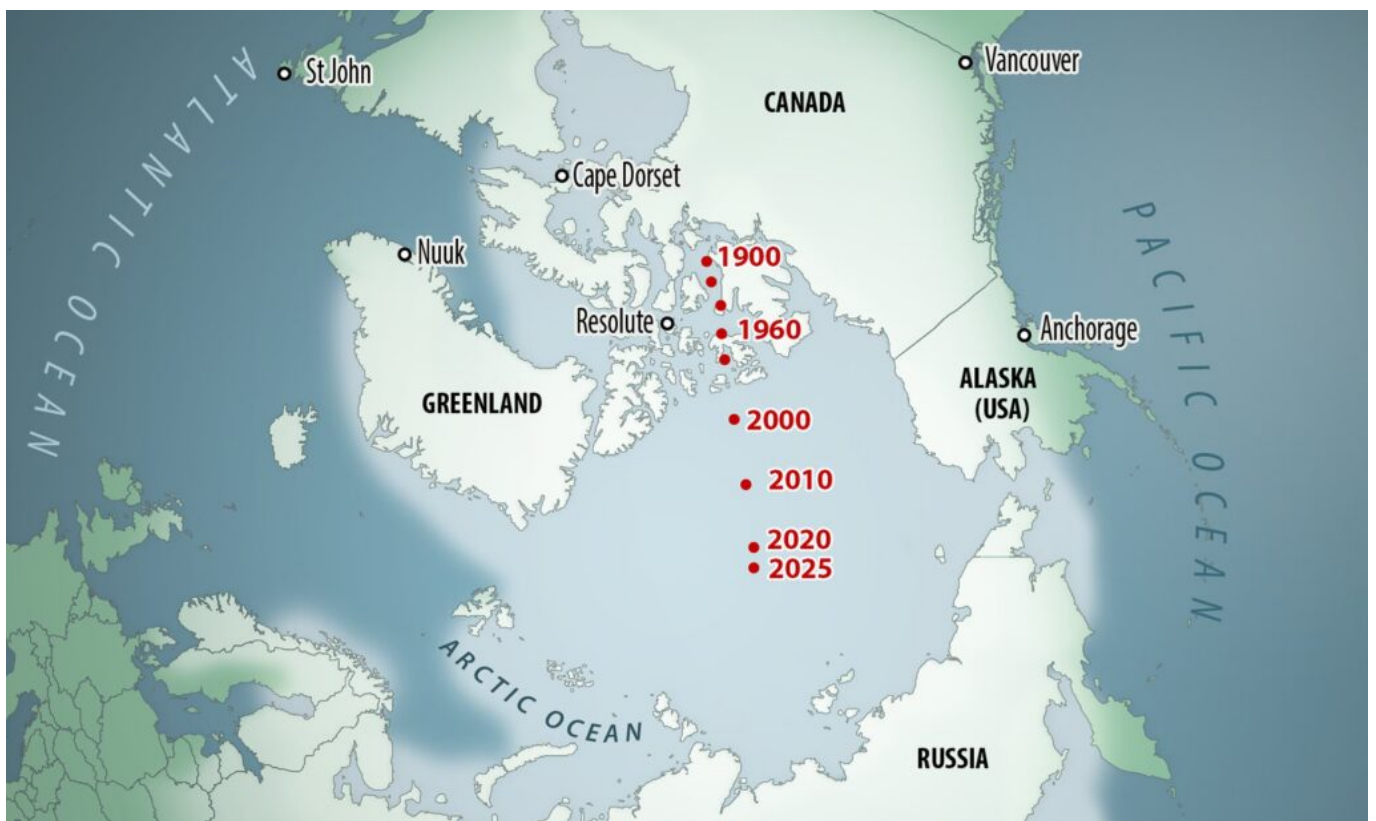 St John
Vancouver
CANADA
ATLANTIC OCEAN
Cape Dorset
PACIFIC OCEAN
Nuuk
1900
Resolute
1960
Anchorage
GREENLAND
ALASKA
(USA)
2000
2010
2020
2025
ARCTIC OCEAN
RUSSIA